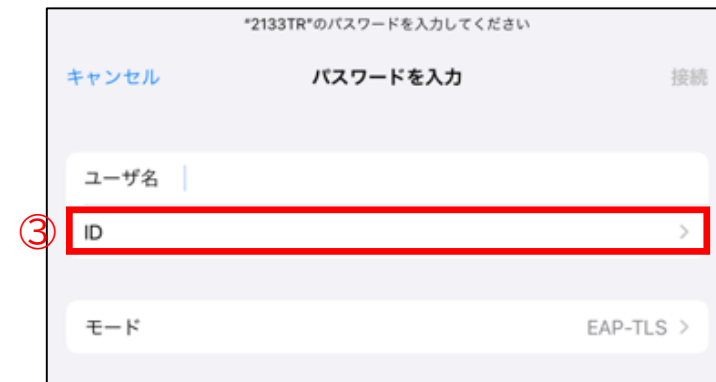 "2133TR"のパスワードを入力してください
キャンセル パスワードを入力 接続
ユーザ名
③ ID >
モード EAP-TLS >